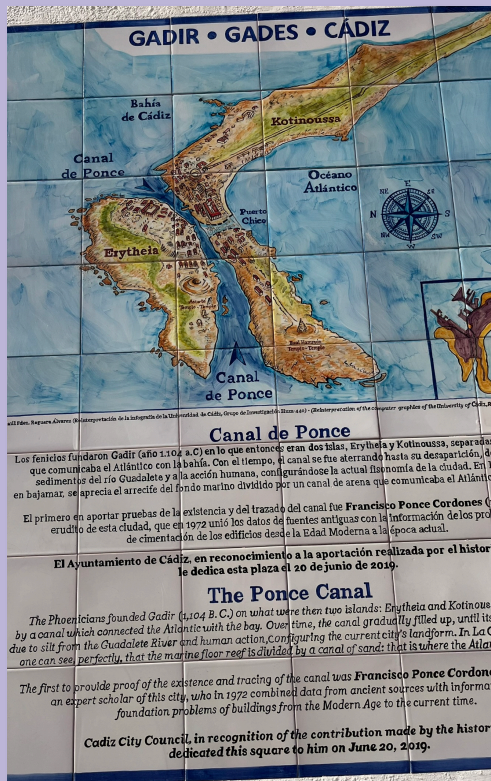 GADIR • GADES • CÁDIZ
Bahía
de Cádiz
Kotinoussa
Canal
de Ponce
Océano
Atlántico
Puerto
Chico
E
N
S
W
Erytheia
Canal
de Ponce
Canal de Ponce
Los fenicios fundaron Gadir (año 1.104 a.C) en lo que entonces eran dos islas, Erytheia y Kotinoussa, separadas
que comunicaba el Atlántico con la bahía. Con el tiempo, el canal se fue aterrando hasta su desaparición, d
sedimentos del río Guadalete y a la acción humana, configurándose la actual fisonomía de la ciudad. En l
en bajamar, se aprecia el arrecife del fondo marino dividido por un canal de arena que comunicaba el Atlántic
El primero en aportar pruebas de la existencia y del trazado del canal fue Francisco Ponce Cordones (
erudito de esta ciudad, que en 1972 unió los datos de fuentes antiguas con la información de los pro
de cimentación de los edificios desde la Edad Moderna a la época actual.
El Ayuntamiento de Cádiz, en reconocimiento a la aportación realizada por el histor
le dedica esta plaza el 20 de junio de 2019.
The Ponce Canal
The Phoenicians founded Gadir (1,104 B.C.) on what were then two islands: Erytheia and Kotinous
by a canal which connected the Atlantic with the bay. Over time, the canal gradually filled up, until its
due to silt from the Guadalete River and human action, configuring the current city's landform. In La C
one can see, perfectly, that the marine floor reef is divided by a canal of sand: that is where the Atlan
The first to provide proof of the existence and tracing of the canal was Francisco Ponce Cordone
an expert scholar of this city, who in 1972 combined data from ancient sources with informa
foundation problems of buildings from the Modern Age to the current time.
Cadiz City Council, in recognition of the contribution made by the histor
dedicated this square to him on June 20, 2019.